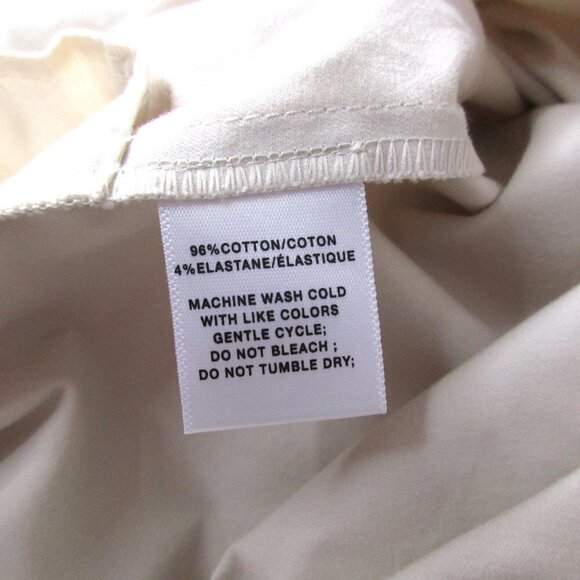 96%COTTON/COTON
4%ELASTANE/ÉLASTIQUE
MACHINE WASH COLD
WITH LIKE COLORS
GENTLE CYCLE;
DO NOT BLEACH ;
DO NOT TUMBLE DRY;